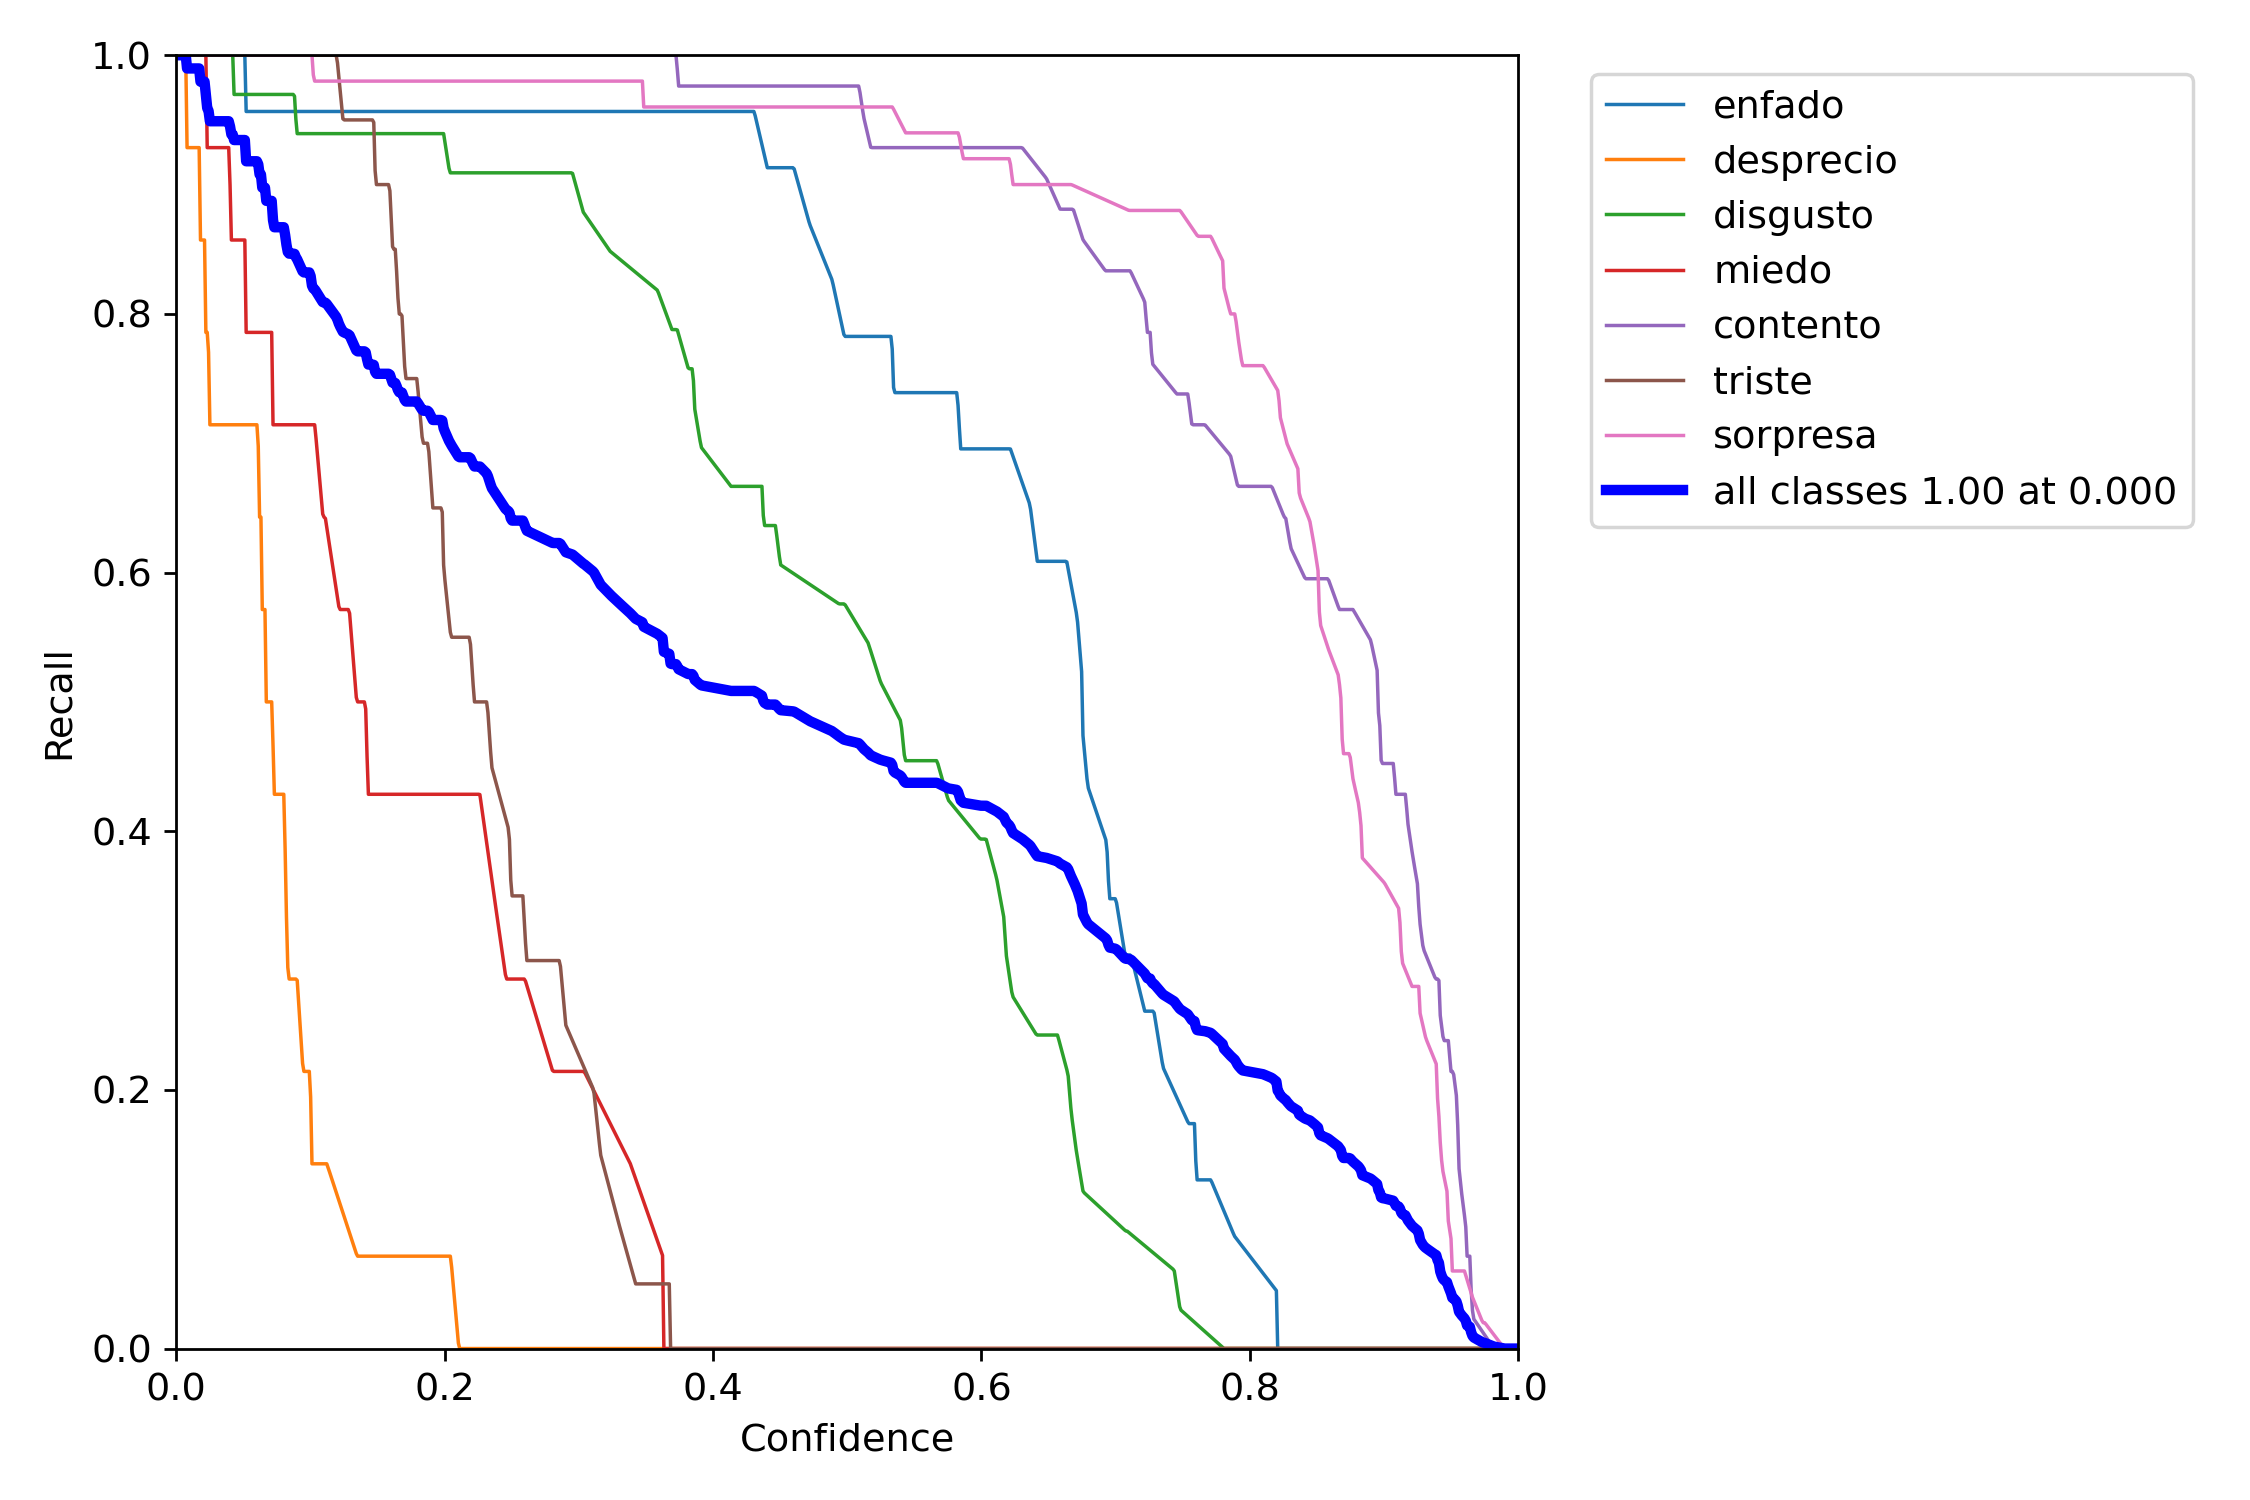 1.0
0.8
0.6
0.4
0.2
0.0
Recall
0.0 0.2 0.4 0.6 0.8 1.0
Confidence
enfado
desprecio
disgusto
miedo
contento
triste
sorpresa
all classes 1.00 at 0.000